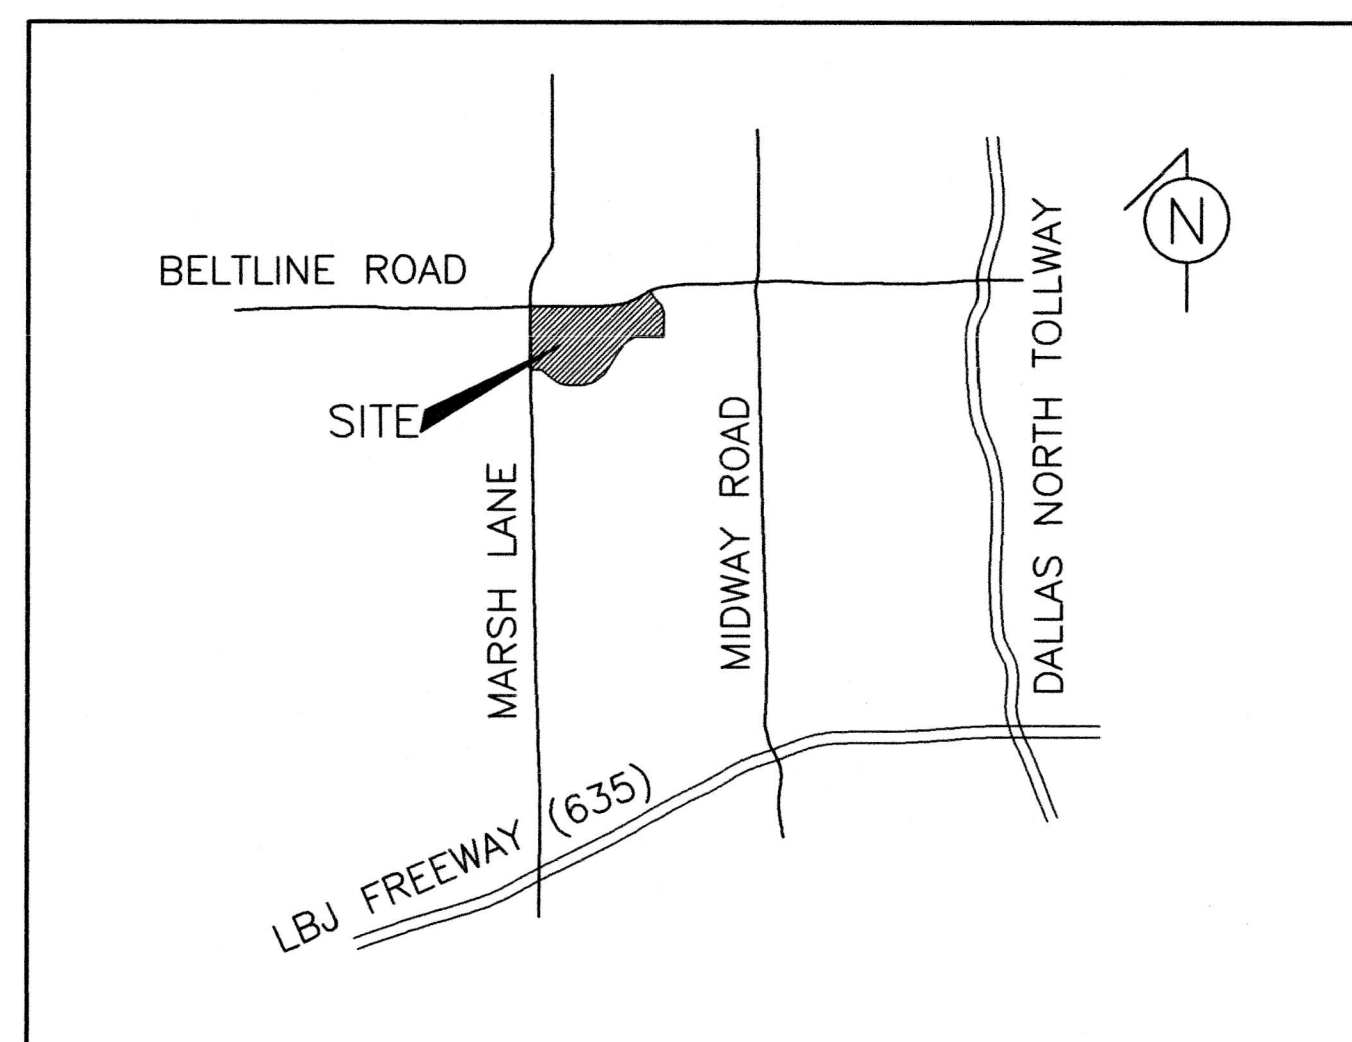 BELTLINE ROAD
N
SITE
MARSH LANE
MIDWAY ROAD
DALLAS NORTH TOLLWAY
LBJ FREEWAY (635)